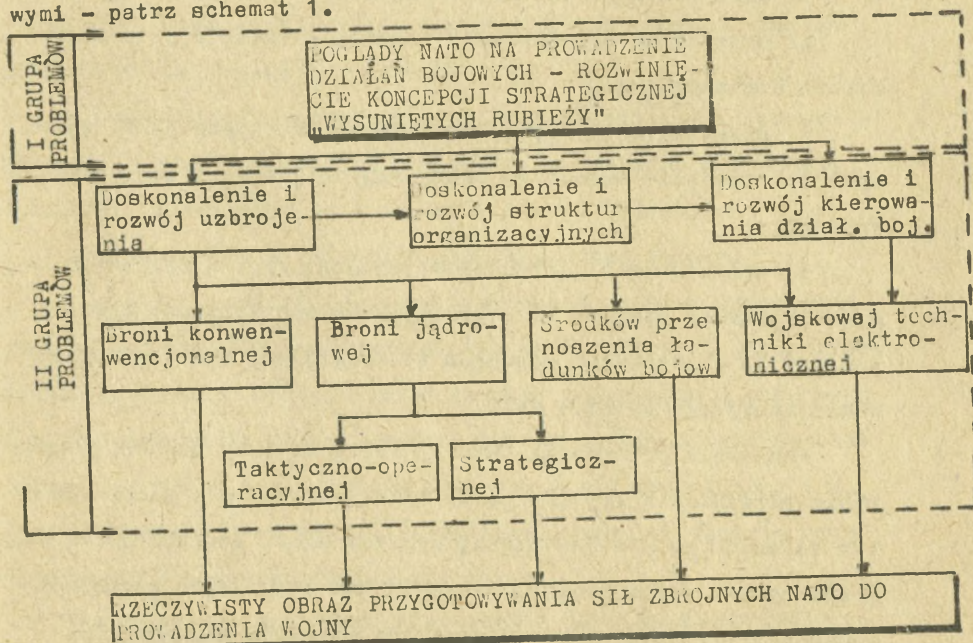 wymi - patrz schemat 1.
I GRUPA
PROBLEMÓW
POGLĄDY NATO NA PROWADZENIE
DZIAŁAŃ BOJOWYCH - ROZWINIĘ-
CIE KONCEPCJI STRATEGICZNEJ
„WYSUNIĘTYCH RUBIEŻY"
II GRUPA
PROBLEMÓW
Doskonalenie i
rozwój uzbroje-
nia
Doskonalenie i
rozwój struktur
organizacyjnych
Doskonalenie i
rozwój kierowa-
nia dział. boj.
Broni konwen-
wencjonalnej
Broni jądro-
wej
Środków prze
noszenia ła-
dunków bojow
Wojskowej tech-
niki elektro-
nicznej
Taktyczno-ope-
racyjnej
Strategicz-
nej
RZECZYWISTY OBRAZ PRZYGOTOWYWANIA SIŁ ZBROJNYCH NATO DO
PROWADZENIA WOJNY